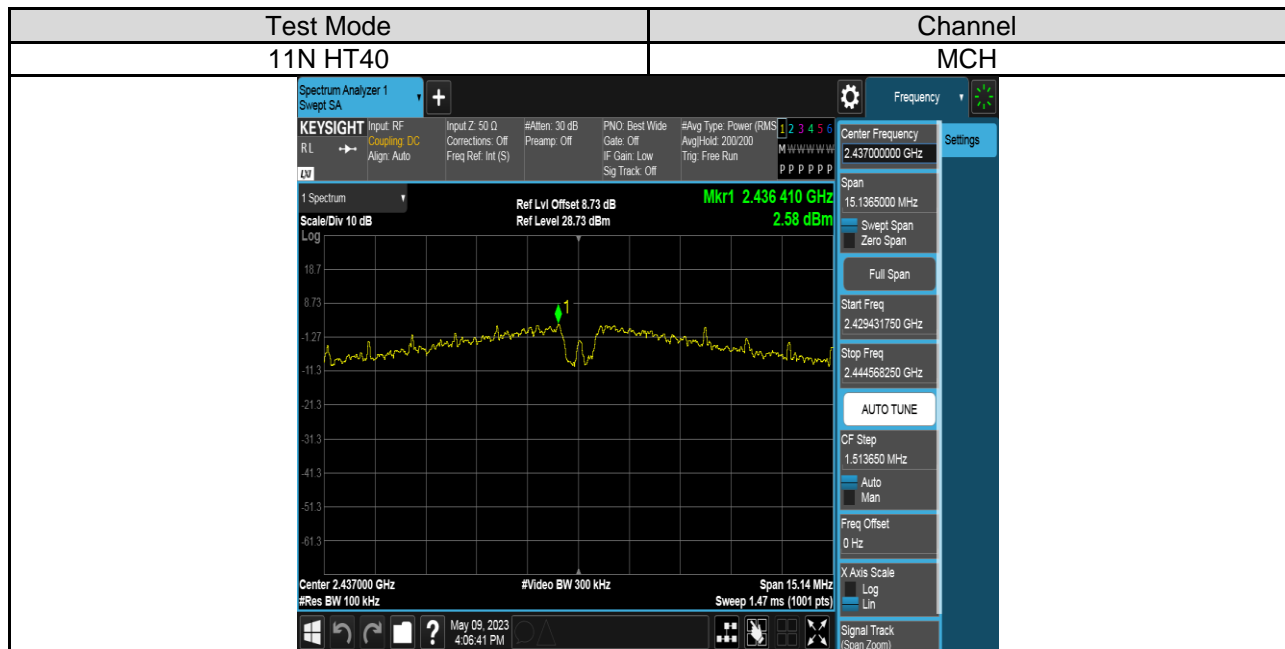 Test Mode Channel
11N HT40 MCH
Spectrum Analyzer 1
Swept SA
+
Frequency
KEYSIGHT
RL
LXI
Input: RF
Coupling: DC
Align: Auto
Input Z: 50 Ω
Corrections: Off
Freq Ref: Int (S)
#Atten: 30 dB
Preamp: Off
PNO: Best Wide
Gate: Off
IF Gain: Low
Sig Track: Off
#Avg Type: Power (RMS
Avg|Hold: 200/200
Trig: Free Run
1 2 3 4 5 6
M W W W W W
P P P P P P
1 Spectrum
Scale/Div 10 dB
Log
Ref Lvl Offset 8.73 dB
Ref Level 28.73 dBm
Mkr1 2.436 410 GHz
2.58 dBm
1
18.7
8.73
-1.27
-11.3
-21.3
-31.3
-41.3
-51.3
-61.3
Center 2.437000 GHz
#Res BW 100 kHz
#Video BW 300 kHz
Span 15.14 MHz
Sweep 1.47 ms (1001 pts)
?
May 09, 2023
4:06:41 PM
Center Frequency
2.437000000 GHz
Settings
Span
15.1365000 MHz
Swept Span
Zero Span
Full Span
Start Freq
2.429431750 GHz
Stop Freq
2.444568250 GHz
AUTO TUNE
CF Step
1.513650 MHz
Auto
Man
Freq Offset
0 Hz
X Axis Scale
Log
Lin
Signal Track
(Span Zoom)